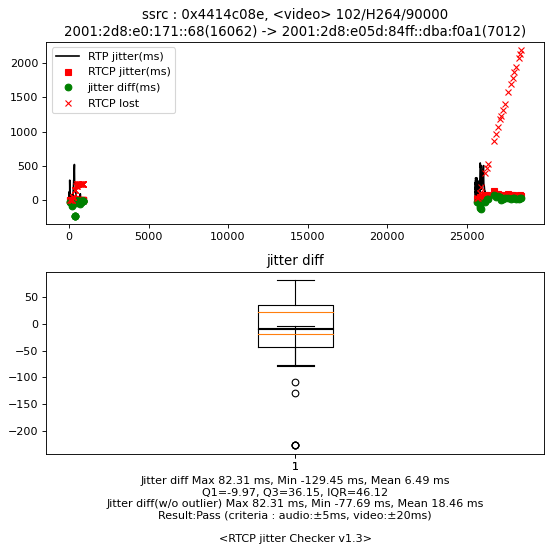 ssrc : 0x4414c08e, <video> 102/H264/90000
2001:2d8:e0:171::68(16062) -> 2001:2d8:e05d:84ff::dba:f0a1(7012)
RTP jitter(ms)
RTCP jitter(ms)
jitter diff(ms)
RTCP lost
2000
1500
1000
500
0
0
5000
10000
15000
20000
25000
jitter diff
50
0
−50
−100
−150
−200
1
Jitter diff Max 82.31 ms, Min -129.45 ms, Mean 6.49 ms
Q1=-9.97, Q3=36.15, IQR=46.12
Jitter diff(w/o outlier) Max 82.31 ms, Min -77.69 ms, Mean 18.46 ms
Result:Pass (criteria : audio:±5ms, video:±20ms)
<RTCP jitter Checker v1.3>